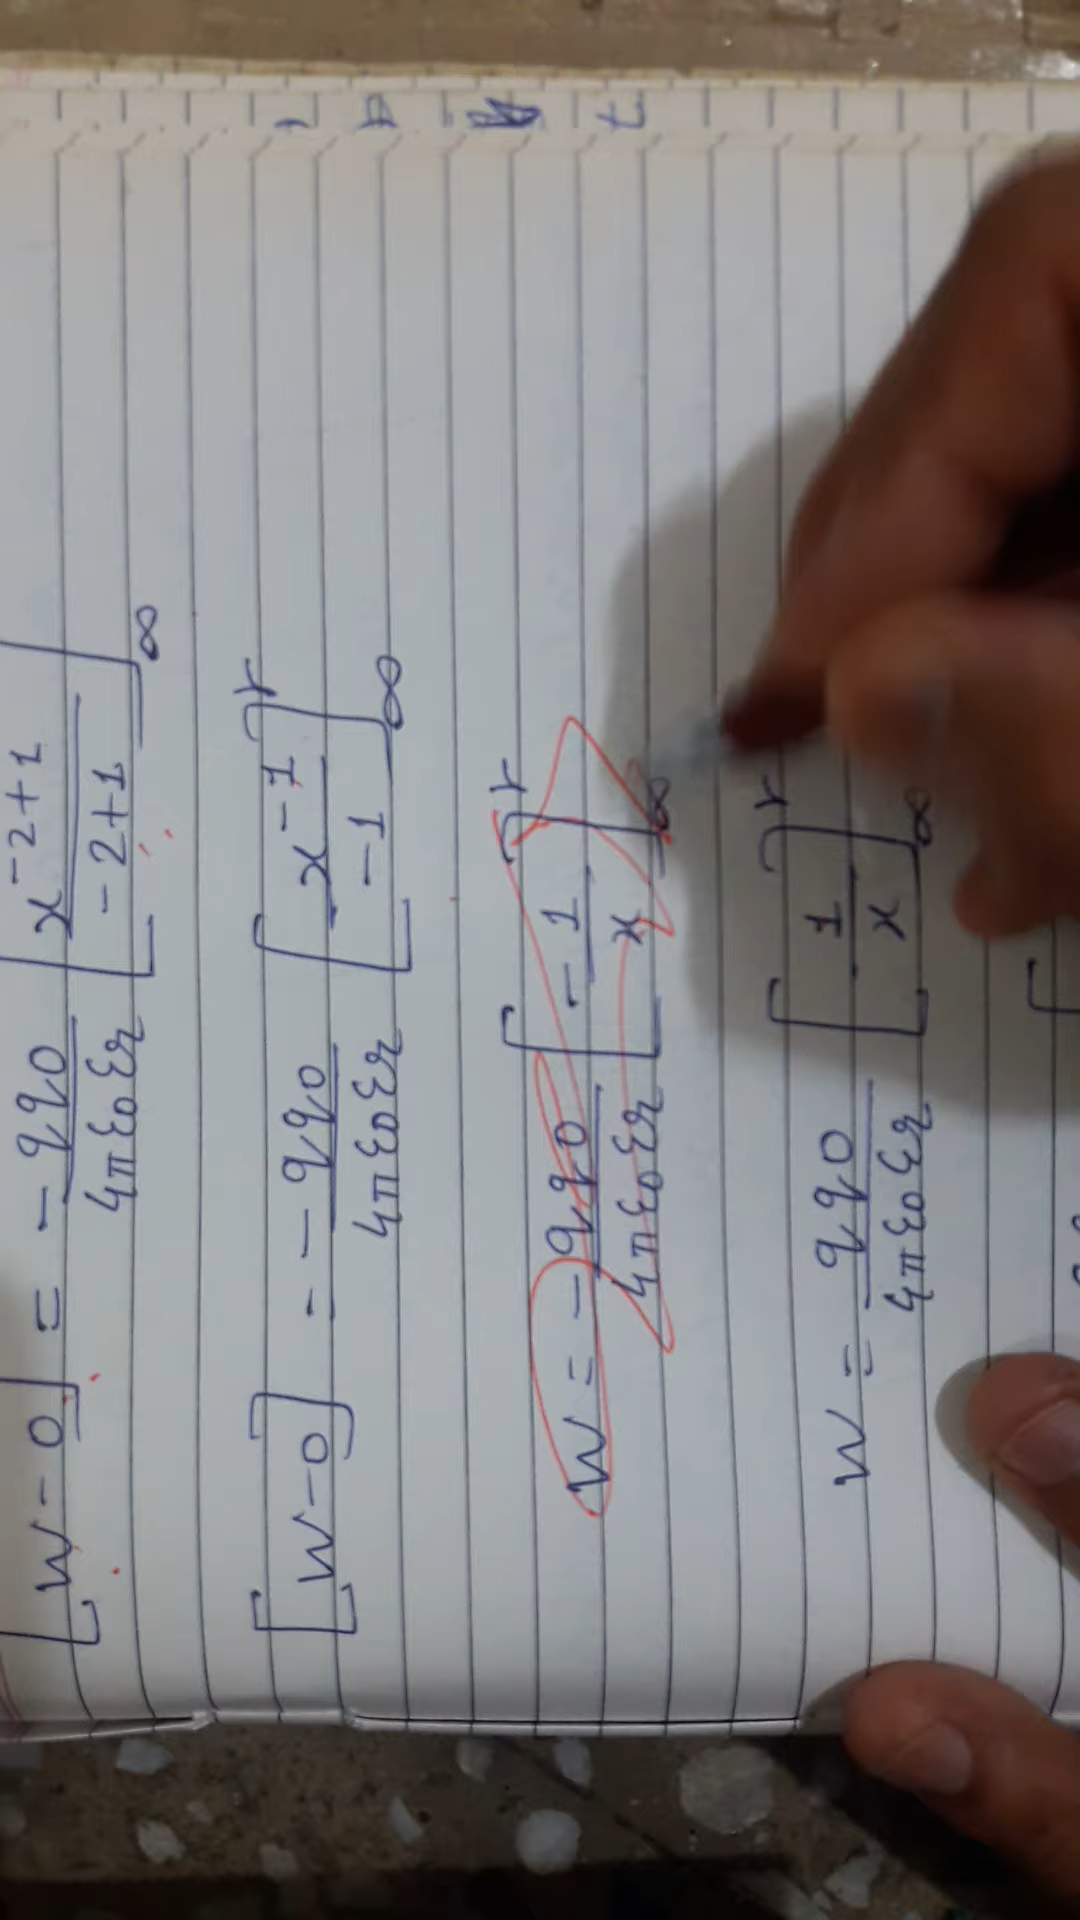 [W - 0] = - qq0/4πε0εr [x^-2+1/-2+1]∞
[W - 0] - - qq0/4πε0εr [x^-1/-1]^r ∞
W = - qq0/4πε0εr [- 1/x]^r ∞
W = qq0/4πε0εr [1/x]^r ∞